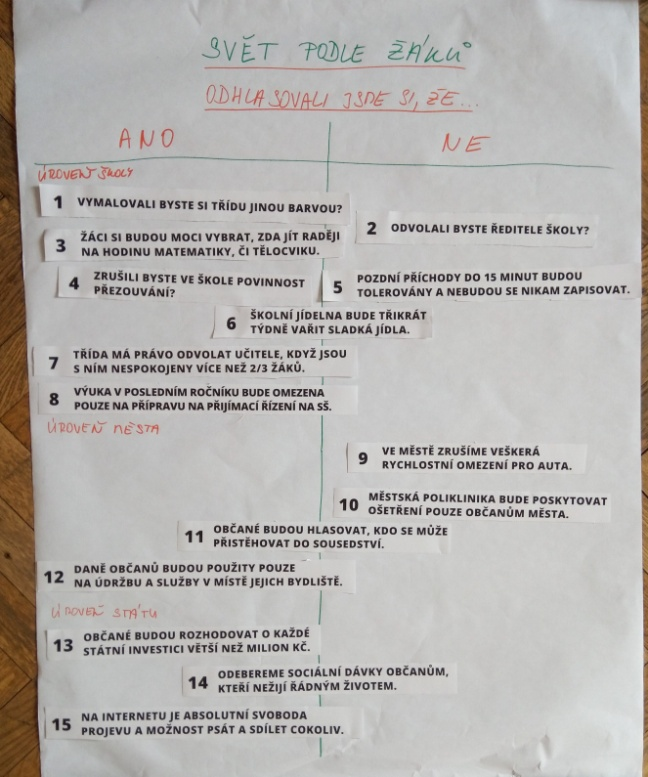 SVĚT PODLE ŽÁKŮ
ODHLASOVALI JSME SI, ŽE...
ANO NE
ÚROVEŇ ŠKOLY
1 VYMALOVALI BYSTE SI TŘÍDU JINOU BARVOU?
2 ODVOLALI BYSTE ŘEDITELE ŠKOLY?
3 ŽÁCI SI BUDOU MOCI VYBRAT, ZDA JÍT RADĚJI
NA HODINU MATEMATIKY, ČI TĚLOCVIKU.
4 ZRUŠILI BYSTE VE ŠKOLE POVINNOST
PŘEZOUVÁNÍ?
5 POZDNÍ PŘÍCHODY DO 15 MINUT BUDOU
TOLEROVÁNY A NEBUDOU SE NIKAM ZAPISOVAT.
6 ŠKOLNÍ JÍDELNA BUDE TŘIKRÁT
TÝDNĚ VAŘIT SLADKÁ JÍDLA.
7 TŘÍDA MÁ PRÁVO ODVOLAT UČITELE, KDYŽ JSOU
S NÍM NESPOKOJENY VÍCE NEŽ 2/3 ŽÁKŮ.
8 VÝUKA V POSLEDNÍM ROČNÍKU BUDE OMEZENA
POUZE NA PŘÍPRAVU NA PŘIJÍMACÍ ŘÍZENÍ NA SŠ.
ÚROVEŇ MĚSTA
9 VE MĚSTĚ ZRUŠÍME VEŠKERÁ
RYCHLOSTNÍ OMEZENÍ PRO AUTA.
10 MĚSTSKÁ POLIKLINIKA BUDE POSKYTOVAT
OŠETŘENÍ POUZE OBČANŮM MĚSTA.
11 OBČANÉ BUDOU HLASOVAT, KDO SE MŮŽE
PŘISTĚHOVAT DO SOUSEDSTVÍ.
12 DANĚ OBČANŮ BUDOU POUŽITY POUZE
NA ÚDRŽBU A SLUŽBY V MÍSTĚ JEJICH BYDLIŠTĚ.
ÚROVEŇ STÁTU
13 OBČANÉ BUDOU ROZHODOVAT O KAŽDÉ
STÁTNÍ INVESTICI VĚTŠÍ NEŽ MILION KČ.
14 ODEBEREME SOCIÁLNÍ DÁVKY OBČANŮM,
KTEŘÍ NEŽIJÍ ŘÁDNÝM ŽIVOTEM.
15 NA INTERNETU JE ABSOLUTNÍ SVOBODA
PROJEVU A MOŽNOST PSÁT A SDÍLET COKOLIV.